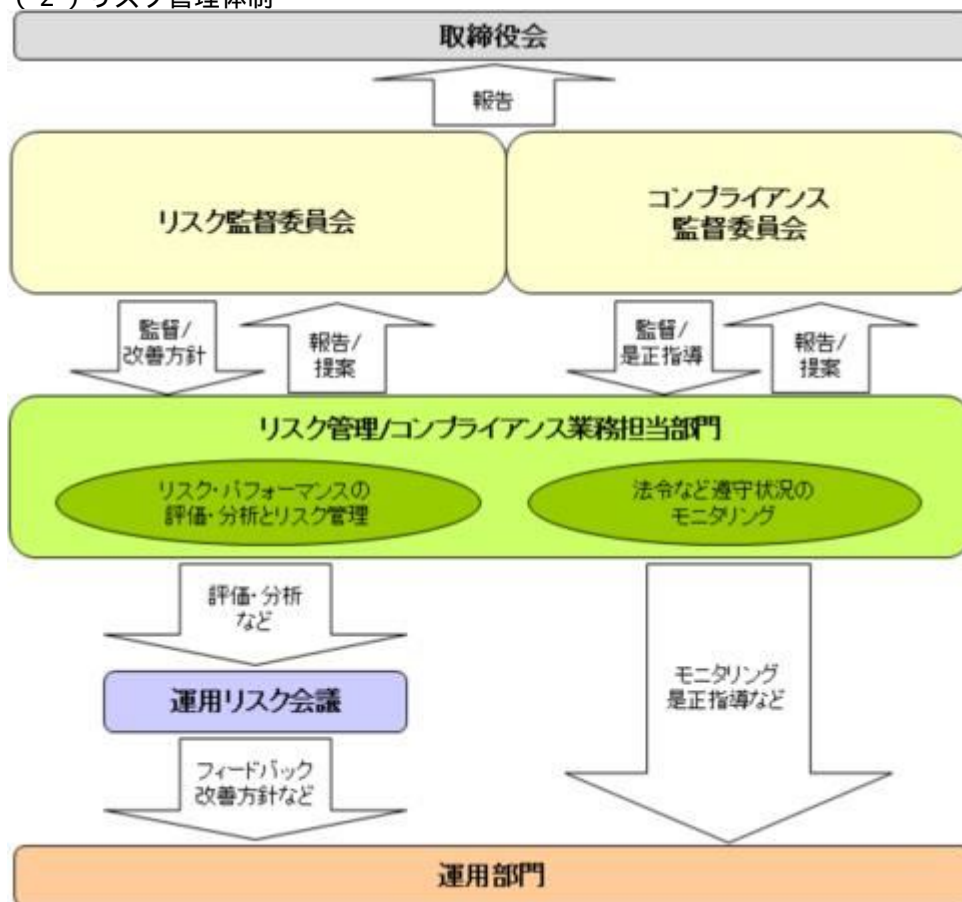 (2)リスク管理体制
取締役会
報告
リスク監督委員会
コンプライアンス
監督委員会
監督/
改善方針
報告/
提案
監督/
是正指導
報告/
提案
リスク管理/コンプライアンス業務担当部門
リスク・パフォーマンスの
評価・分析とリスク管理
法令など遵守状況の
モニタリング
評価・分析
など
運用リスク会議
モニタリング
是正指導など
フィードバック
改善方針など
運用部門